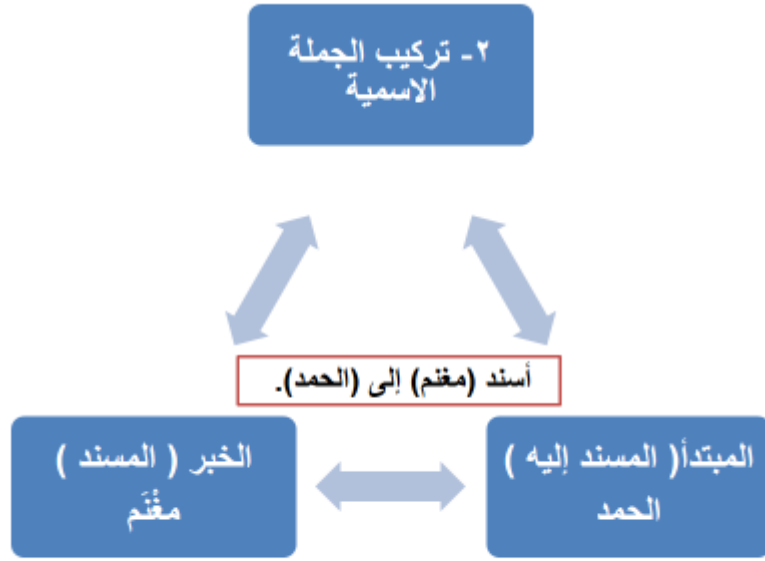 ٢- تركيب الجملة
الاسمية
أسند (مغنم) إلى (الحمد).
المبتدأ( المسند إليه )
الحمد
الخبر ( المسند )
مغْنَم